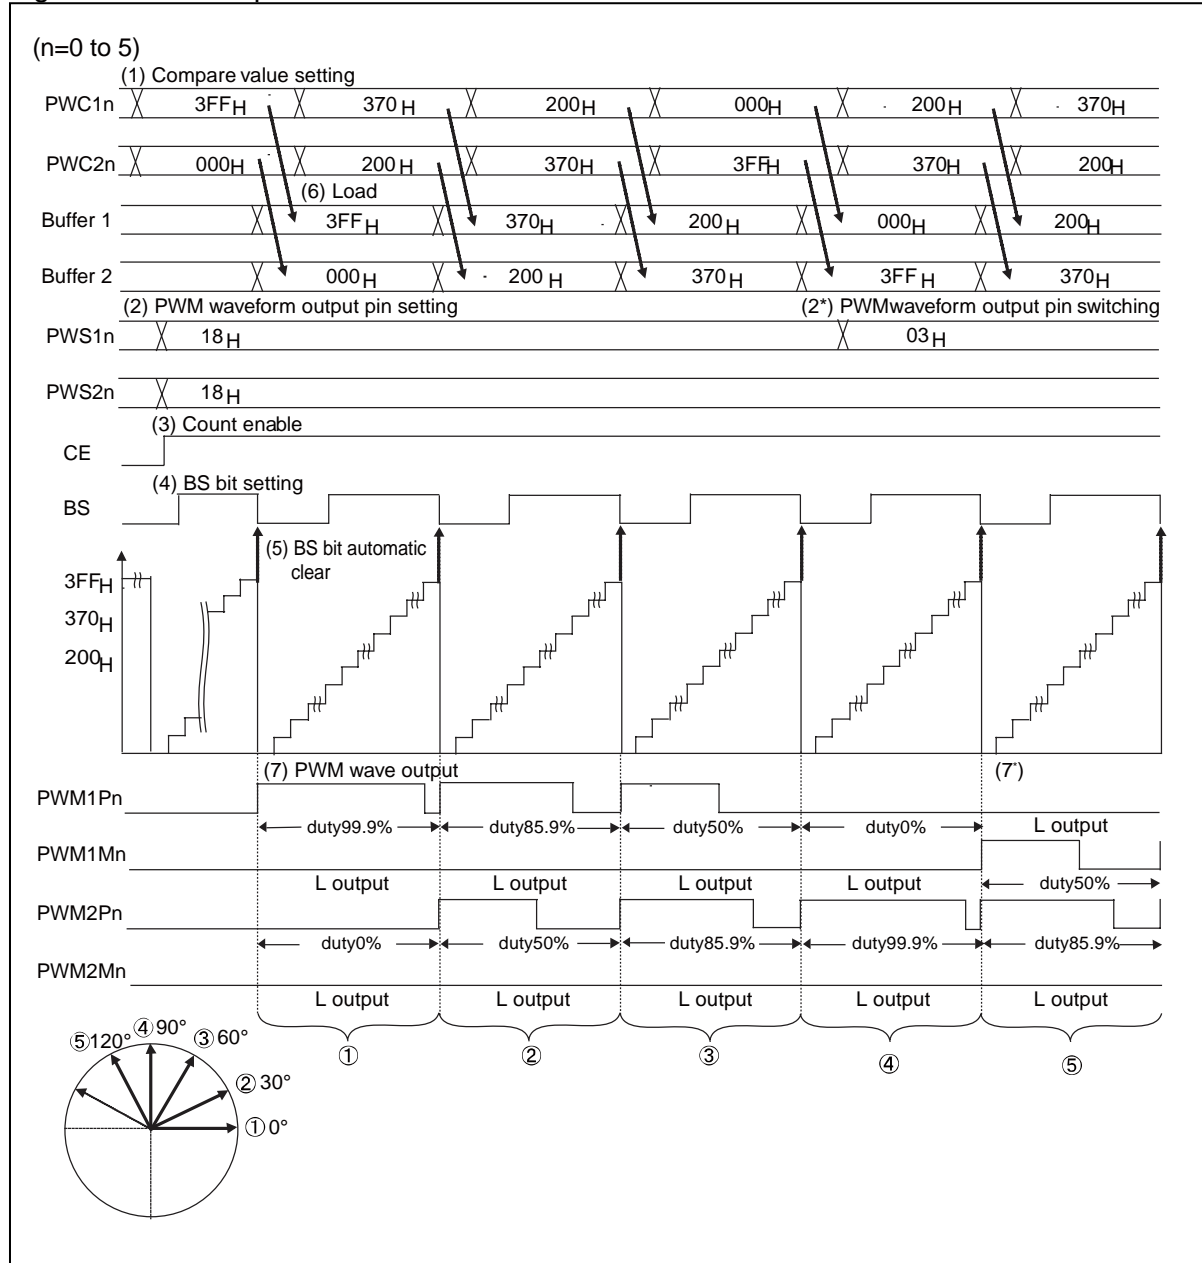 (n=0 to 5)
(1) Compare value setting
PWC1n 3FFH 370H 200H 000H 200H 370H
PWC2n 000H 200H 370H 3FFH 370H 200H
(6) Load
Buffer 1 3FFH 370H 200H 000H 200H
Buffer 2 000H 200H 370H 3FFH 370H
(2) PWM waveform output pin setting (2*) PWMwaveform output pin switching
PWS1n 18H 03H
PWS2n 18H
(3) Count enable
CE
(4) BS bit setting
BS
(5) BS bit automatic
clear
3FFH
370H
200H
(7) PWM wave output (7*)
PWM1Pn
duty99.9% duty85.9% duty50% duty0% L output
PWM1Mn
L output L output L output L output duty50%
PWM2Pn
duty0% duty50% duty85.9% duty99.9% duty85.9%
PWM2Mn
L output L output L output L output L output
① ② ③ ④ ⑤
⑤120° ④90° ③60°
②30°
①0°